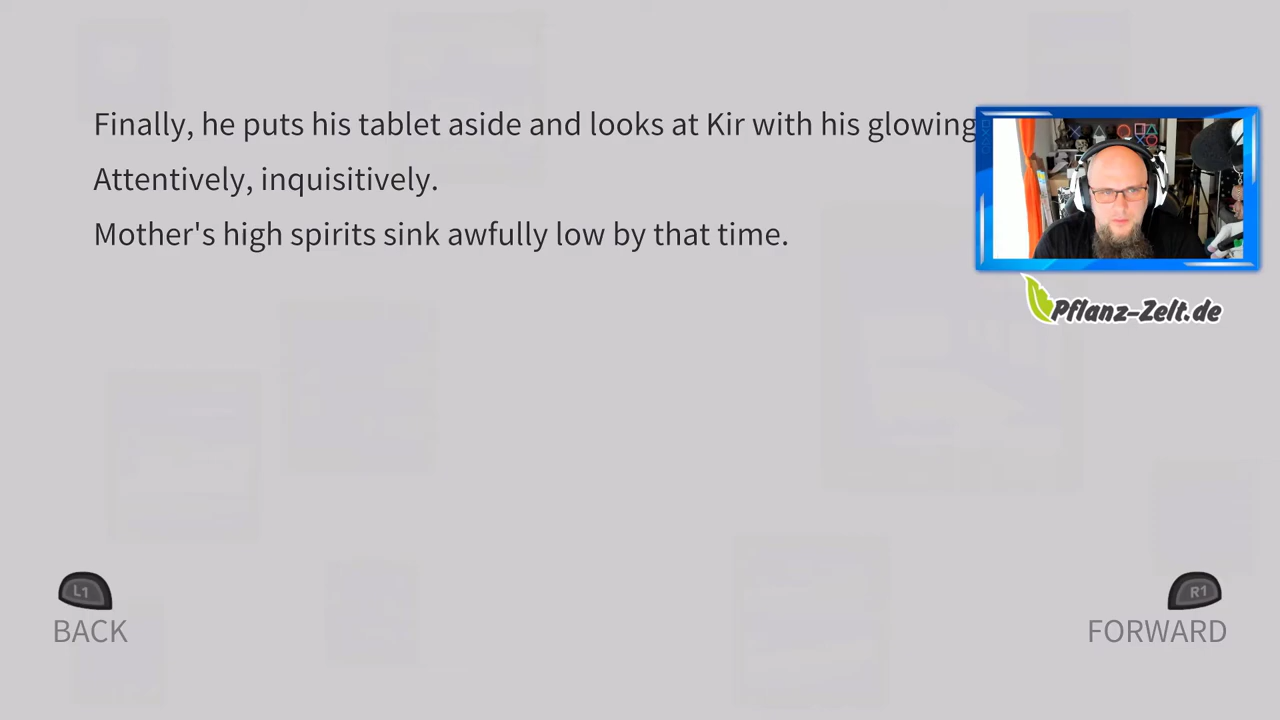 Finally, he puts his tablet aside and looks at Kir with his glowing
Attentively, inquisitively.
Mother's high spirits sink awfully low by that time.
Pflanz-Zelt.de
L1
R1
BACK
FORWARD